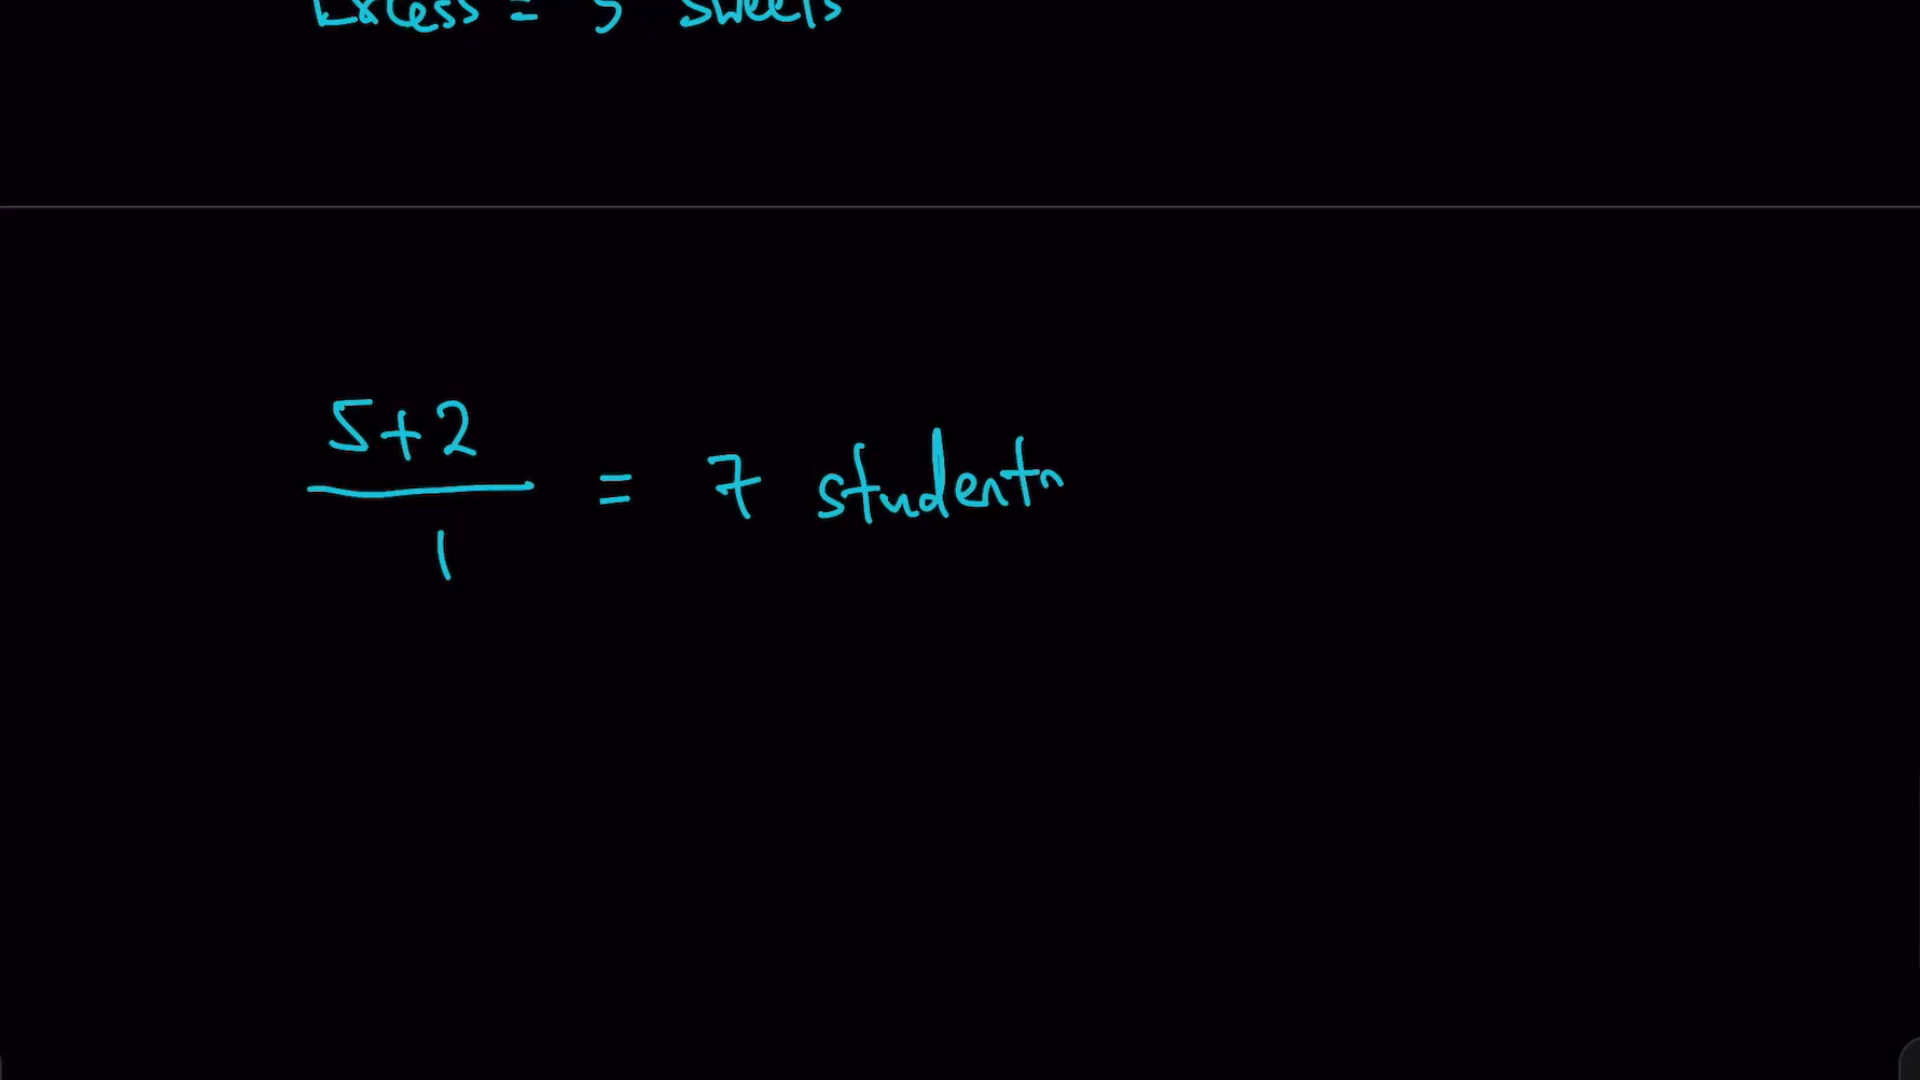 Excess = 5 sweets
5+2
1
= 7 students